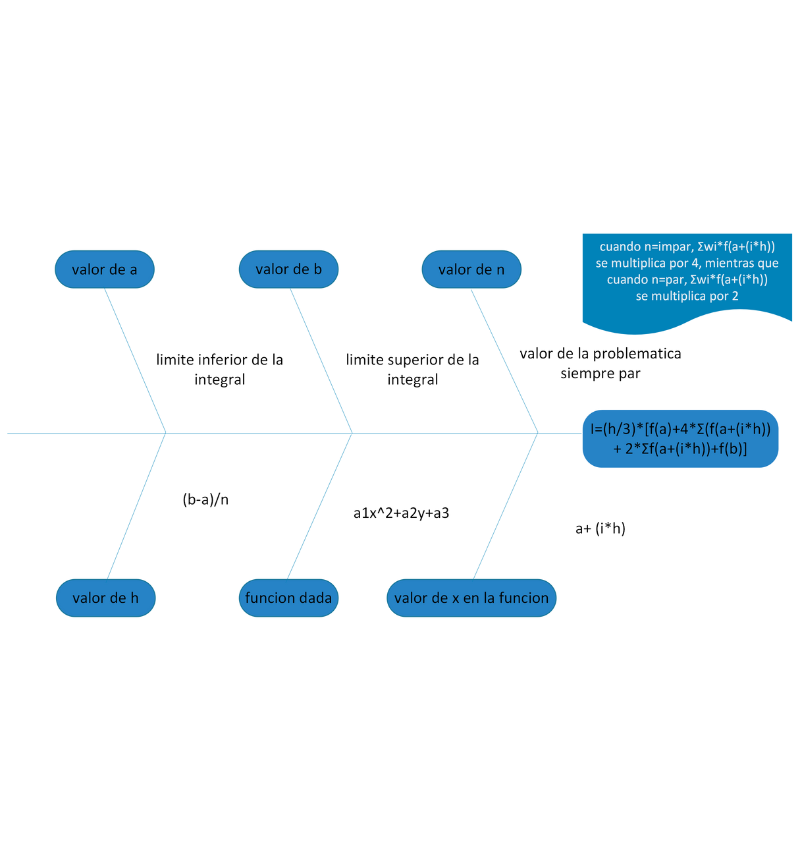 valor de a
valor de b
valor de n
cuando n=impar, Σwi*f(a+(i*h))
se multiplica por 4, mientras que
cuando n=par, Σwi*f(a+(i*h))
se multiplica por 2
limite inferior de la
integral
limite superior de la
integral
valor de la problematica
siempre par
I=(h/3)*[f(a)+4*Σ(f(a+(i*h))
+ 2*Σf(a+(i*h))+f(b)]
(b-a)/n
a1x^2+a2y+a3
a+ (i*h)
valor de h
funcion dada
valor de x en la funcion